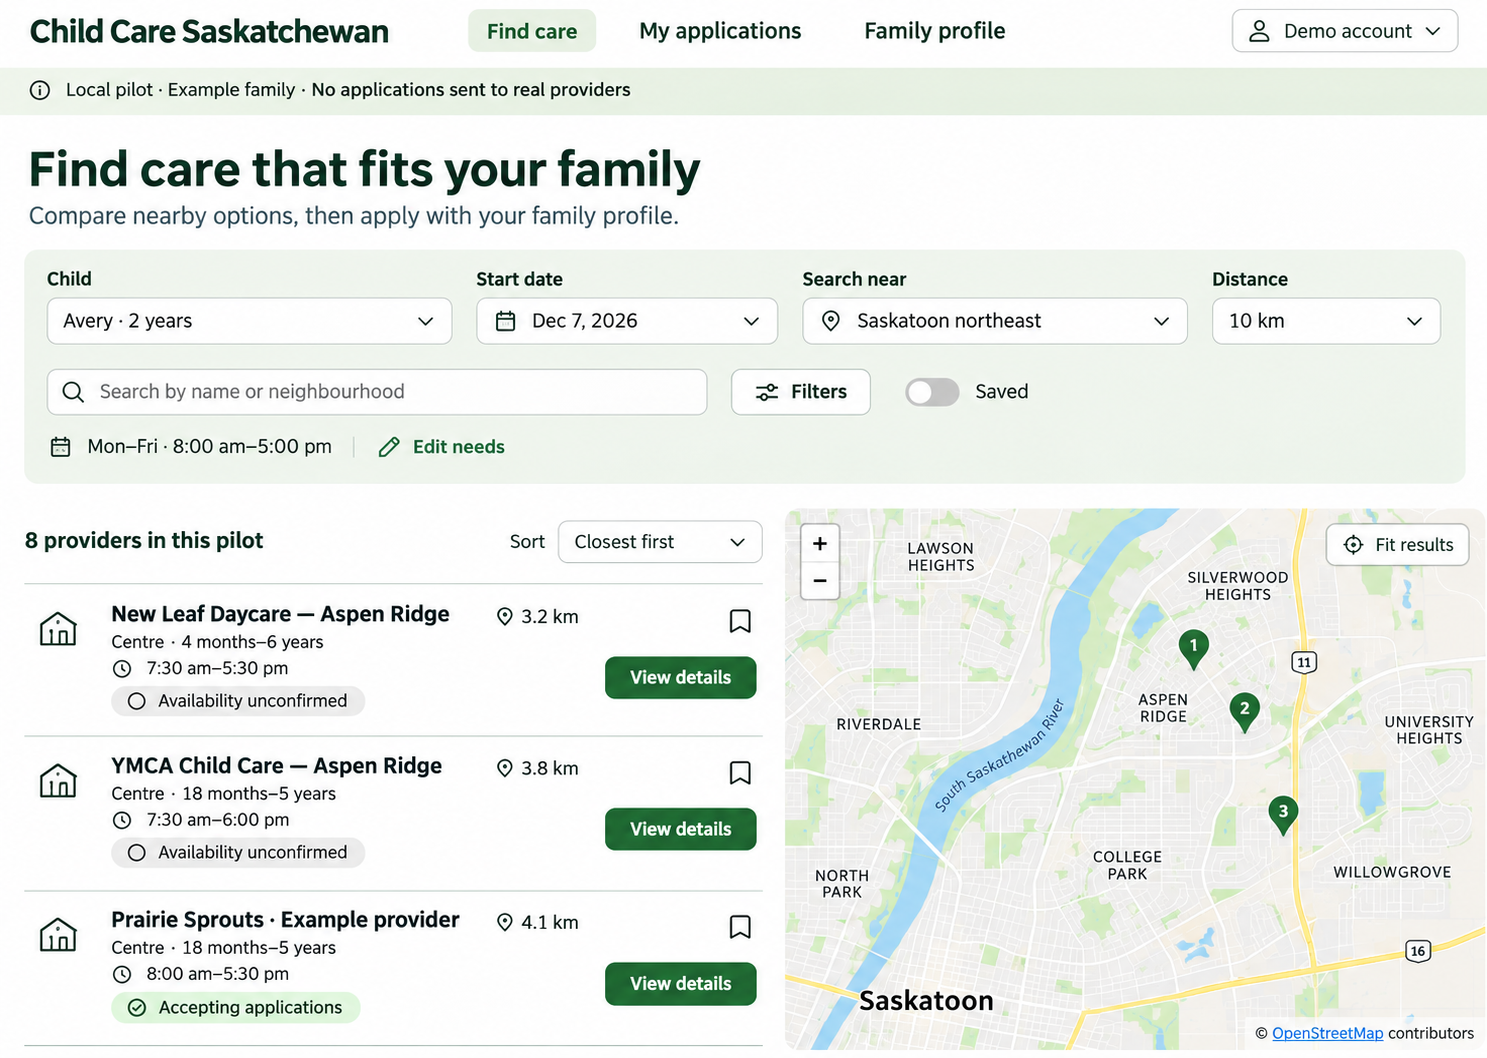 Child Care Saskatchewan
Find care
My applications
Family profile
Demo account
Local pilot · Example family · No applications sent to real providers
Find care that fits your family
Compare nearby options, then apply with your family profile.
Child
Start date
Search near
Distance
Avery · 2 years
Dec 7, 2026
Saskatoon northeast
10 km
Search by name or neighbourhood
Filters
Saved
Mon–Fri · 8:00 am–5:00 pm
Edit needs
8 providers in this pilot
Sort
Closest first
New Leaf Daycare — Aspen Ridge
3.2 km
Centre · 4 months–6 years
7:30 am–5:30 pm
View details
Availability unconfirmed
YMCA Child Care — Aspen Ridge
3.8 km
Centre · 18 months–5 years
7:30 am–6:00 pm
View details
Availability unconfirmed
Prairie Sprouts · Example provider
4.1 km
Centre · 18 months–5 years
8:00 am–5:30 pm
View details
Accepting applications
+
−
Fit results
LAWSON
HEIGHTS
SILVERWOOD
HEIGHTS
1
11
ASPEN
RIDGE
2
RIVERDALE
UNIVERSITY
HEIGHTS
South Saskathewan River
3
COLLEGE
PARK
NORTH
PARK
WILLOWGROVE
16
Saskatoon
© OpenStreetMap contributors